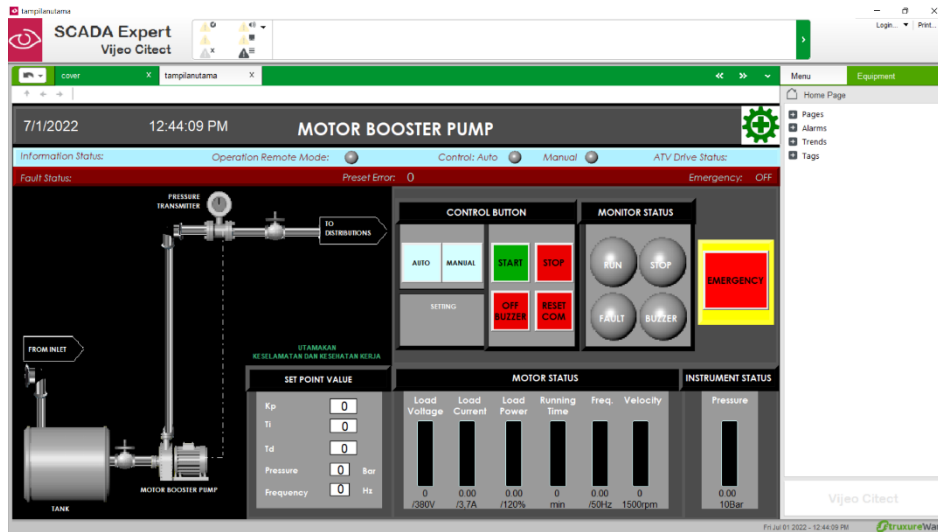 tampilanutama
SCADA Expert
Vijeo Citect
Login...
Print...
cover X
tampilanutama X
Menu
Equipment
Home Page
Pages
Alarms
Trends
Tags
7/1/2022
12:44:09 PM
MOTOR BOOSTER PUMP
Information Status:
Operation Remote Mode:
Control: Auto
Manual
ATV Drive Status:
Fault Status:
Preset Error: 0
Emergency: OFF
PRESSURE
TRANSMITTER
TO
DISTRIBUTIONS
FROM INLET
UTAMAKAN
KESELAMATAN DAN KESEHATAN KERJA
MOTOR BOOSTER PUMP
TANK
CONTROL BUTTON
AUTO
MANUAL
START
STOP
SETTING
OFF
BUZZER
RESET
COM
MONITOR STATUS
RUN
STOP
FAULT
BUZZER
EMERGENCY
SET POINT VALUE
Kp 0
Ti 0
Td 0
Pressure 0 Bar
Frequency 0 Hz
MOTOR STATUS
Load Voltage
Load Current
Load Power
Running Time
Freq.
Velocity
0 0.00 0.00 0 0.00 0
/380V /3,7A /120% min /50Hz 1500rpm
INSTRUMENT STATUS
Pressure
0.00
10Bar
Vijeo Citect
Fri Jul 01 2022 - 12:44:09 PM
StruxureWar